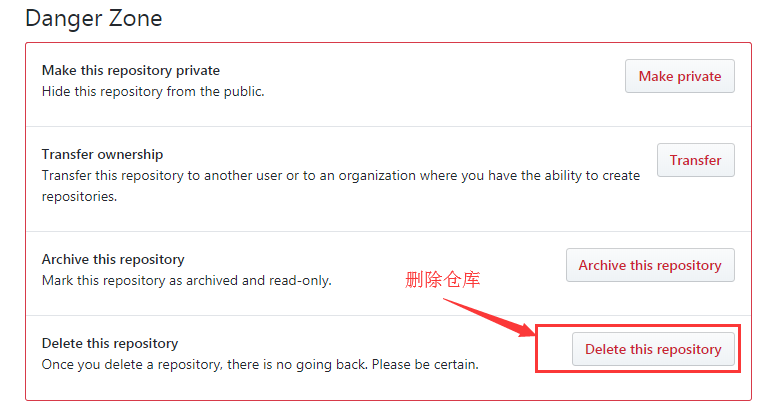 Danger Zone
Make this repository private
Hide this repository from the public.
Make private
Transfer ownership
Transfer this repository to another user or to an organization where you have the ability to create
repositories.
Transfer
Archive this repository
Mark this repository as archived and read-only.
Archive this repository
删除仓库
Delete this repository
Once you delete a repository, there is no going back. Please be certain.
Delete this repository